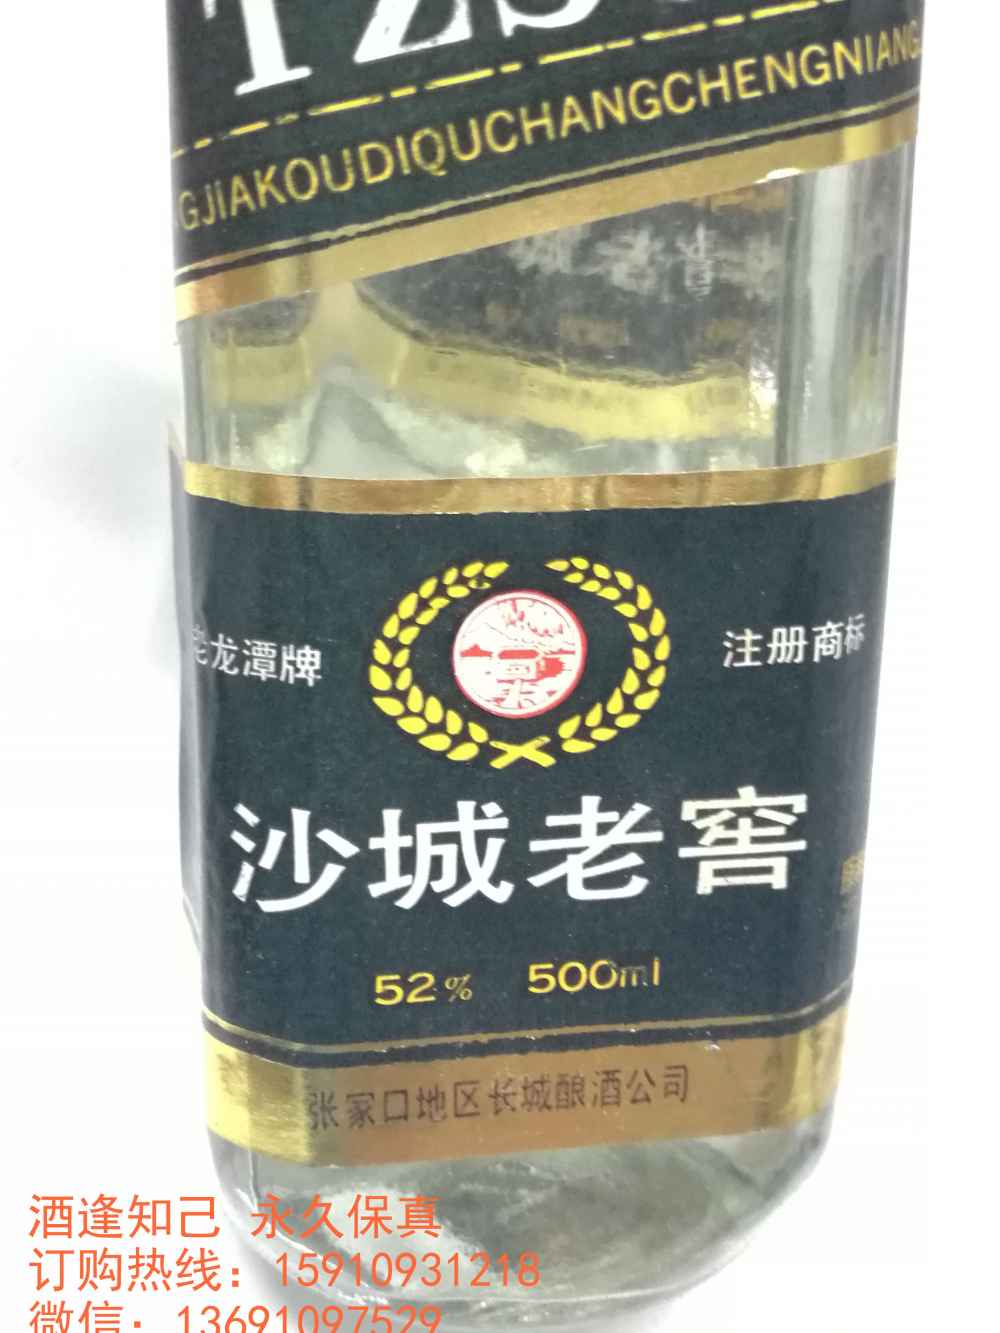 GJIAKOUDIQUCHANGCHENGNIANG
龙潭牌
注册商标
沙城老窖
52% 500ml
张家口地区长城酿酒公司
酒逢知己 永久保真
订购热线：15910931218
微信：13691097529